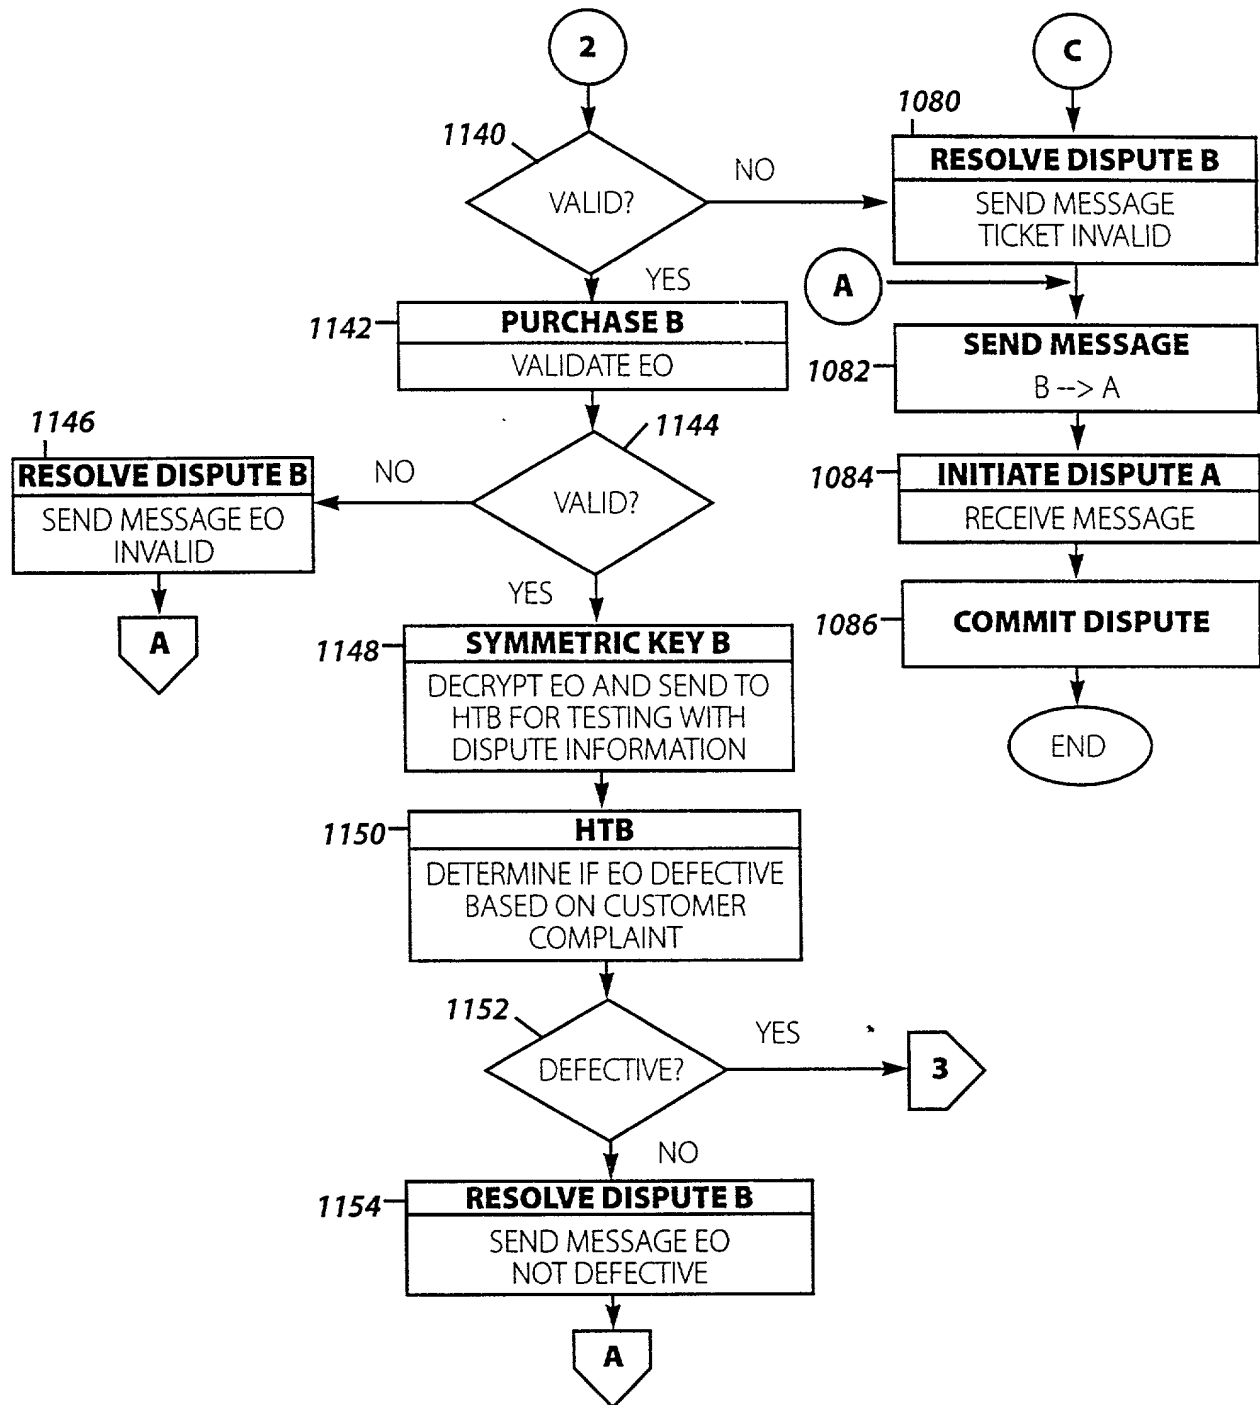 2
C
1140
1080
VALID?
NO
RESOLVE DISPUTE B
SEND MESSAGE
TICKET INVALID
YES
A
1142
PURCHASE B
VALIDATE EO
SEND MESSAGE
1082
B --> A
1146
1144
RESOLVE DISPUTE B
NO
VALID?
SEND MESSAGE EO
INVALID
1084
INITIATE DISPUTE A
RECEIVE MESSAGE
YES
A
1148
SYMMETRIC KEY B
DECRYPT EO AND SEND TO
HTB FOR TESTING WITH
DISPUTE INFORMATION
1086
COMMIT DISPUTE
END
1150
HTB
DETERMINE IF EO DEFECTIVE
BASED ON CUSTOMER
COMPLAINT
1152
DEFECTIVE?
YES
3
NO
1154
RESOLVE DISPUTE B
SEND MESSAGE EO
NOT DEFECTIVE
A